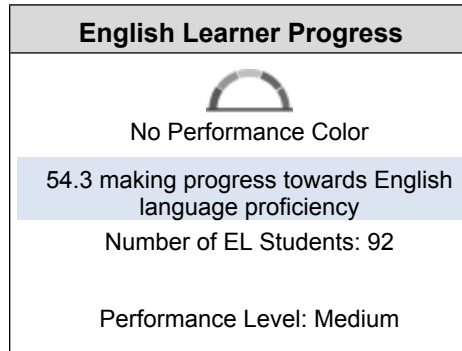 English Learner Progress
No Performance Color
54.3 making progress towards English
language proficiency
Number of EL Students: 92
Performance Level: Medium